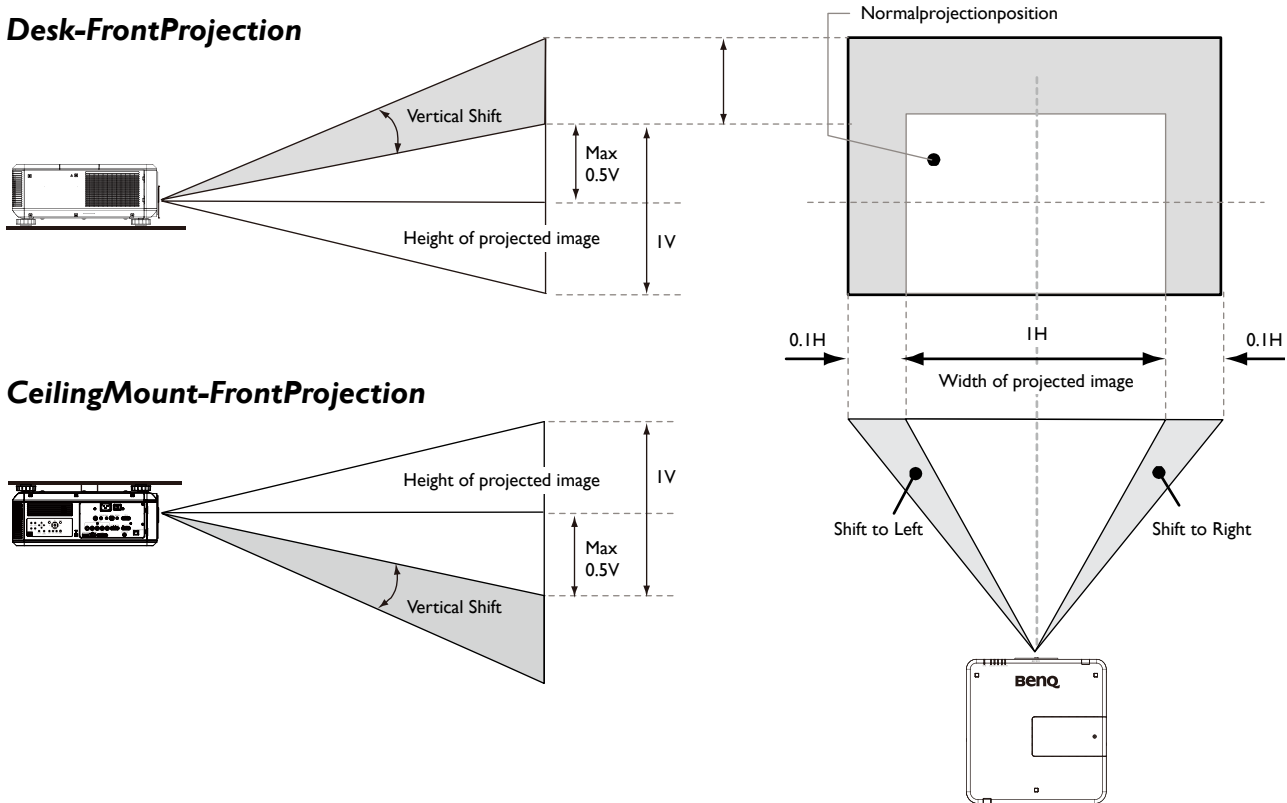 Desk-FrontProjection
Normalprojectionposition
Vertical Shift
Max
0.5V
Height of projected image
1V
0.1H
1H
0.1H
Width of projected image
CeilingMount-FrontProjection
Height of projected image
1V
Max
0.5V
Vertical Shift
Shift to Left
Shift to Right
BenQ